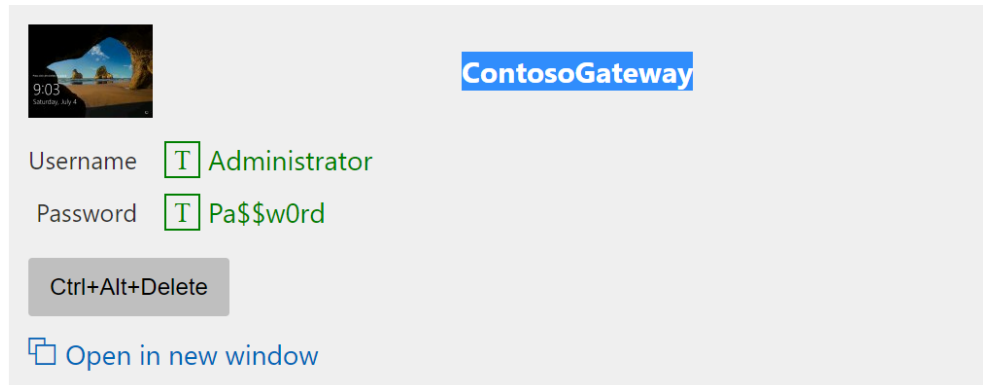 9:03
Saturday, July 4
ContosoGateway
Username T Administrator
Password T Pa$$w0rd
Ctrl+Alt+Delete
Open in new window